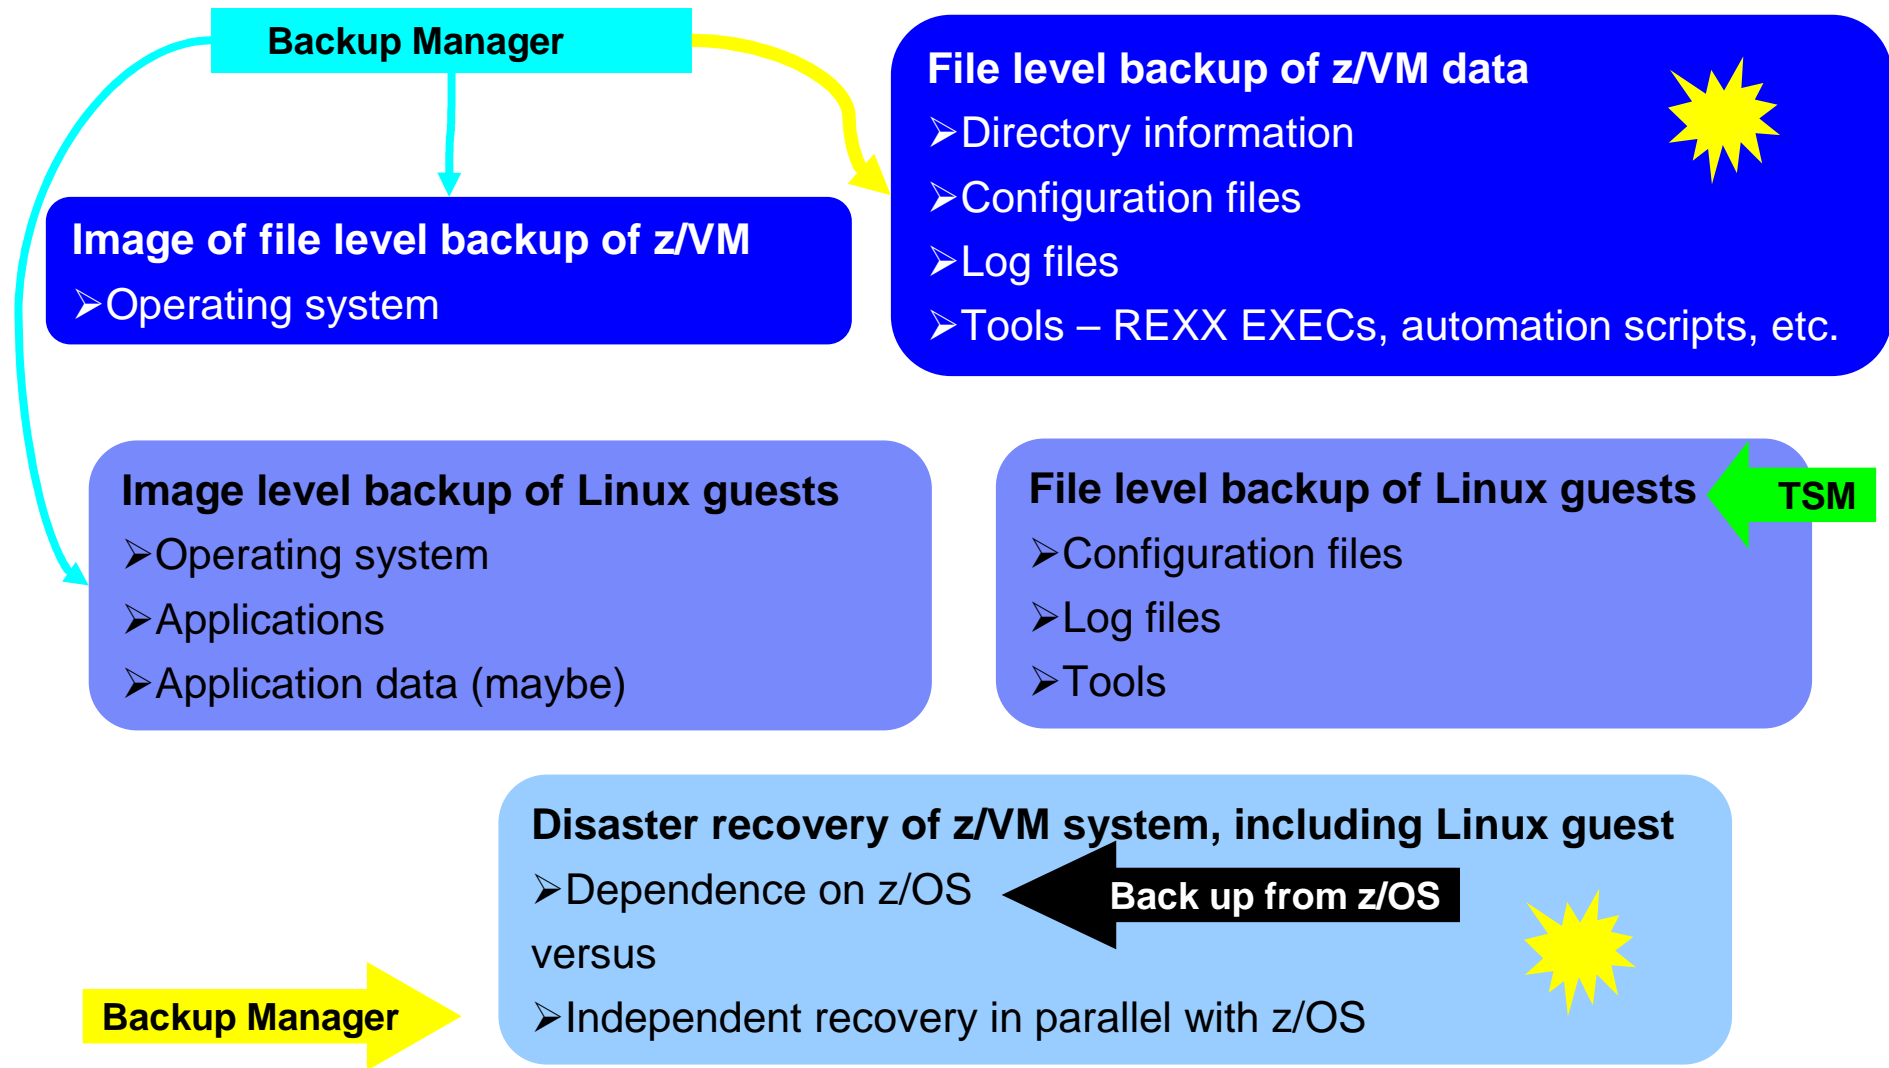 Backup Manager
File level backup of z/VM data
➢Directory information
➢Configuration files
➢Log files
➢Tools – REXX EXECs, automation scripts, etc.
Image of file level backup of z/VM
➢Operating system
Image level backup of Linux guests
➢Operating system
➢Applications
➢Application data (maybe)
File level backup of Linux guests
TSM
➢Configuration files
➢Log files
➢Tools
Disaster recovery of z/VM system, including Linux guest
➢Dependence on z/OS
Back up from z/OS
versus
➢Independent recovery in parallel with z/OS
Backup Manager